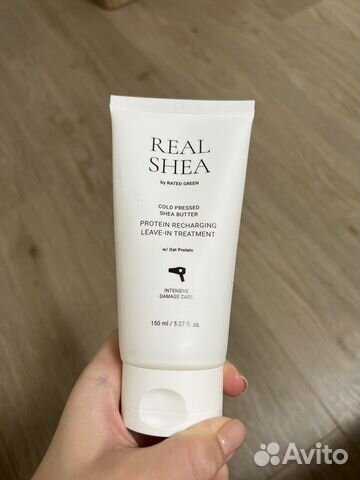 REAL
SHEA
by RATED GREEN
COLD PRESSED
SHEA BUTTER
PROTEIN RECHARGING
LEAVE-IN TREATMENT
w/ Oat Protein
INTENSIVE
DAMAGE CARE
150 ml / 5.07 fl. oz.
Avito